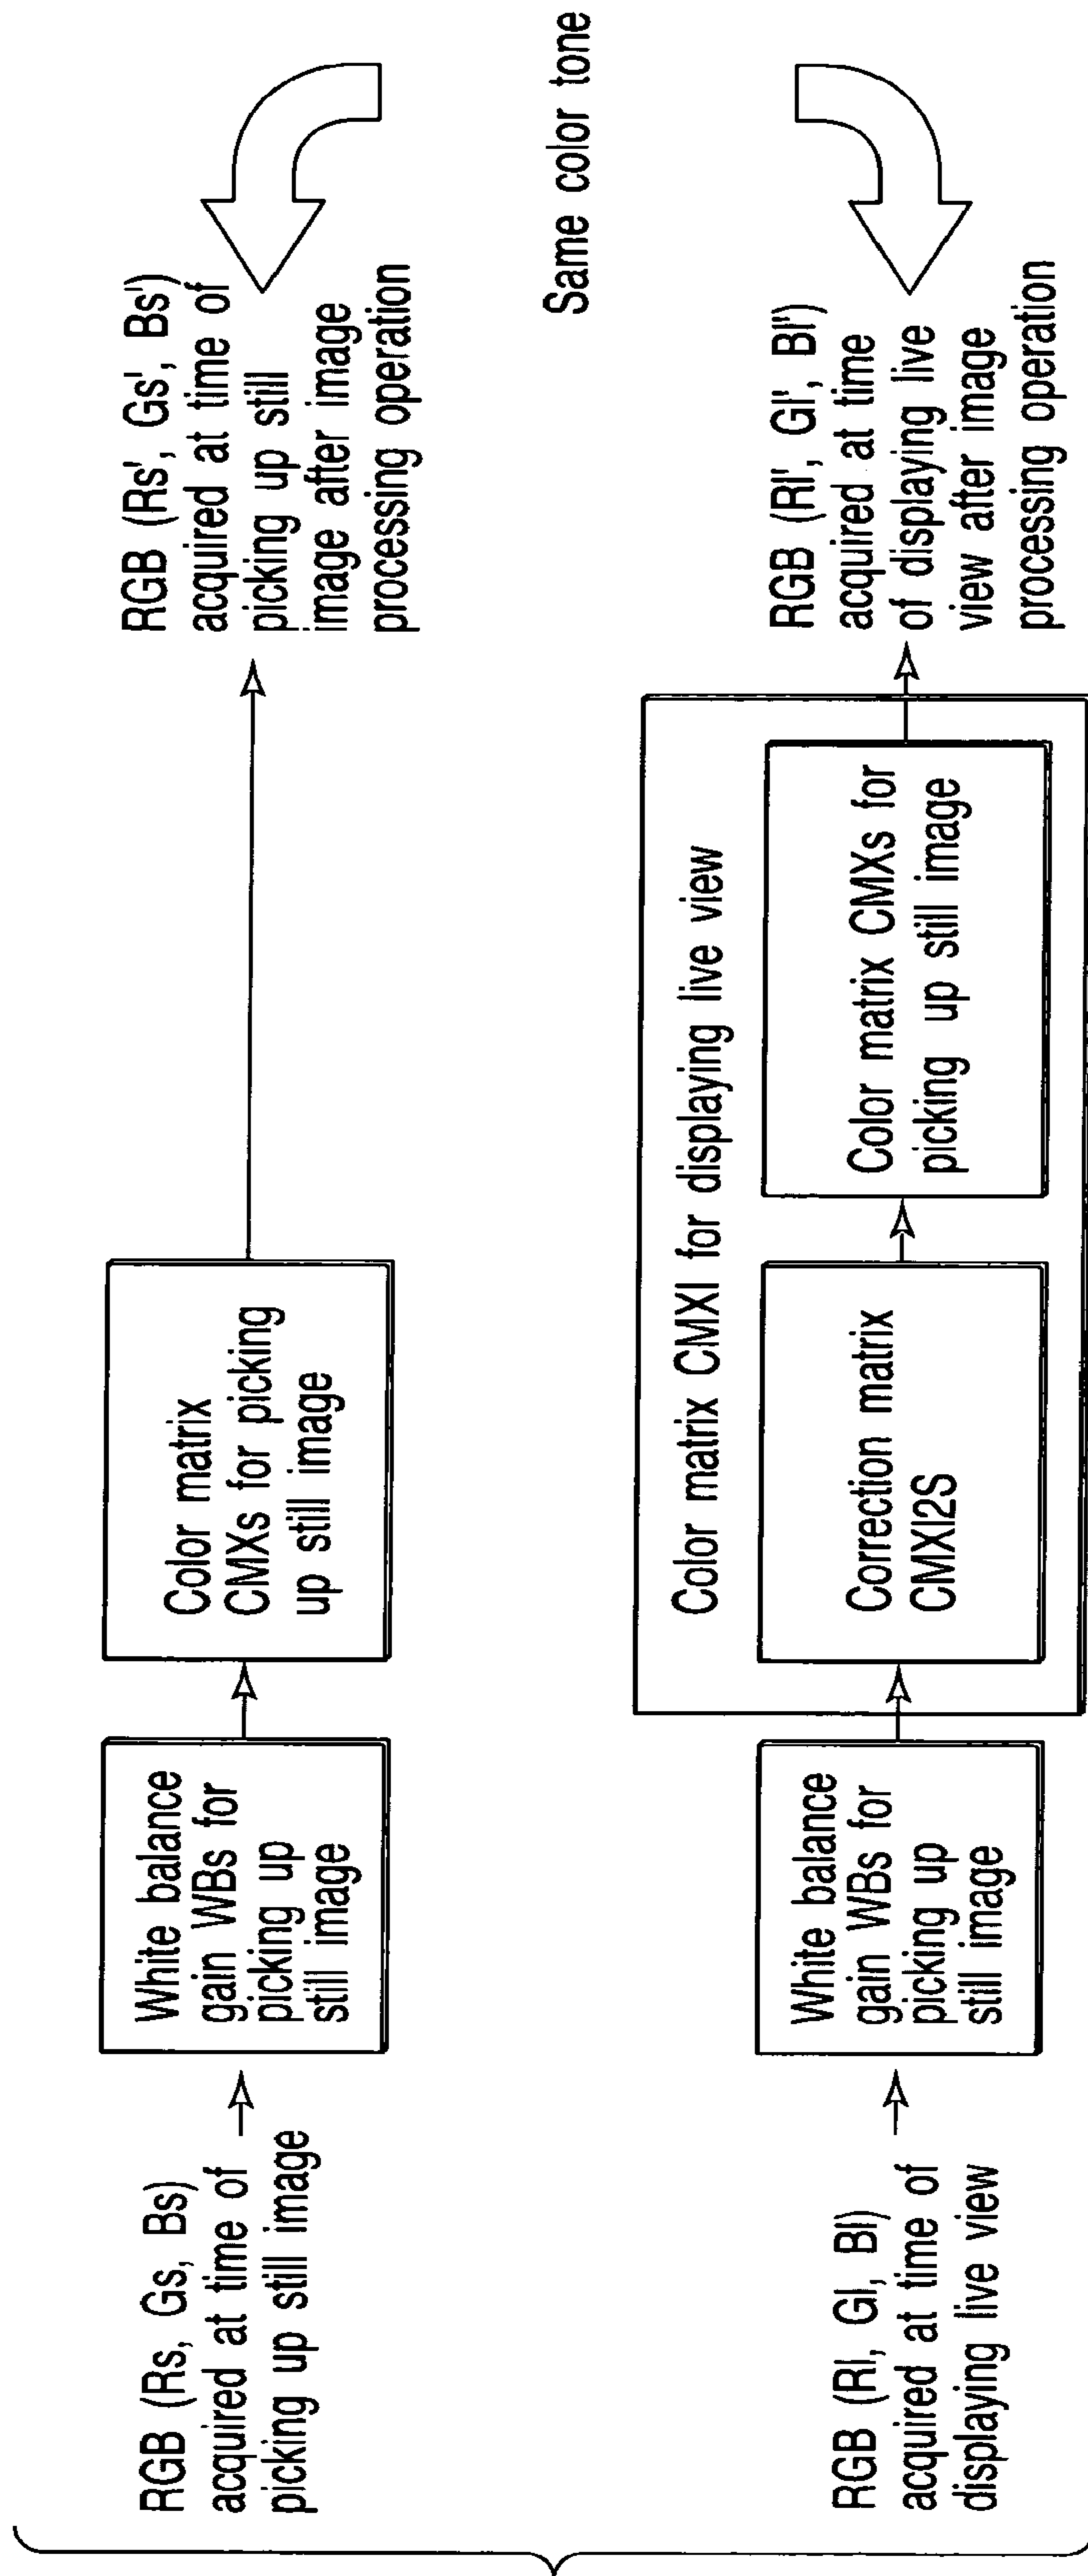 RGB (Rs, Gs, Bs)
acquired at time of
picking up still image
White balance
gain WBs for
picking up
still image
Color matrix
CMXs for picking
up still image
RGB (Rs', Gs', Bs')
acquired at time of
picking up still
image after image
processing operation
Same color tone
RGB (Rl, Gl, Bl)
acquired at time of
displaying live view
White balance
gain WBs for
picking up
still image
Color matrix CMXl for displaying live view
Correction matrix
CMXl2S
Color matrix CMXs for
picking up still image
RGB (Rl', Gl', Bl')
acquired at time
of displaying live
view after image
processing operation